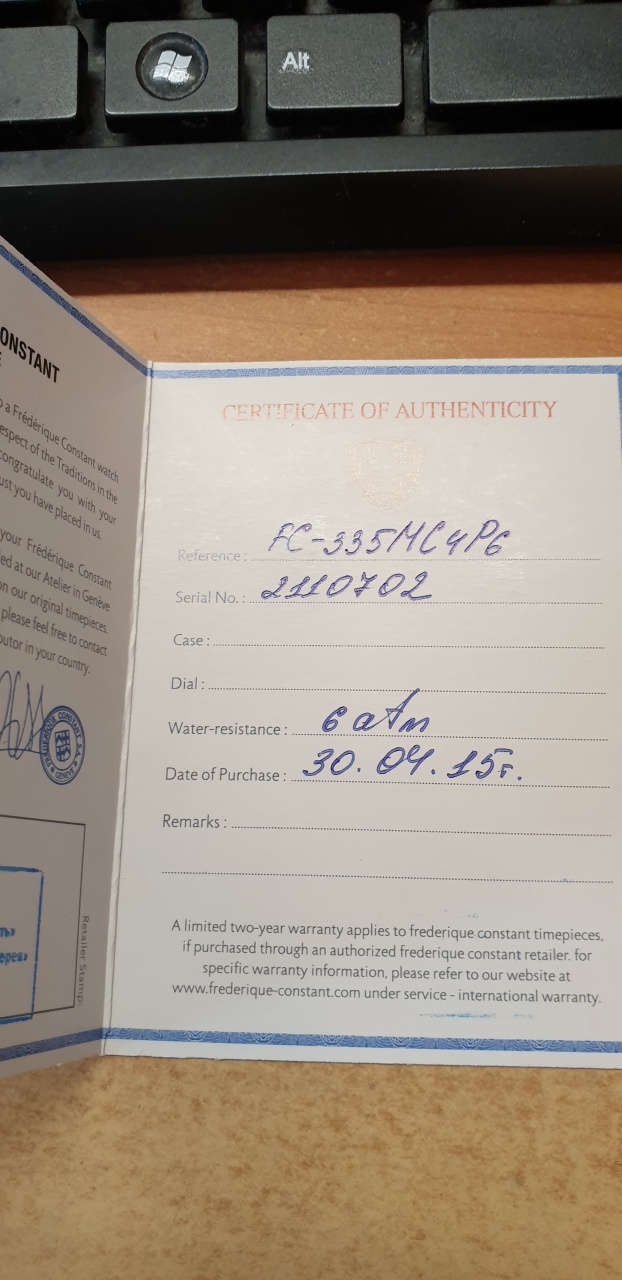 Alt
ONSTANT
a Frédérique Constant watch
espect of the Traditions in the
congratulate you with your
ust you have placed in us.
your Frédérique Constant
ed at our Atelier in Genève
on our original timepieces.
please feel free to contact
butor in your country.
FREDERIQUE CONSTANT S.A.
GENEVE
Retailer Stamp:
CERTIFICATE OF AUTHENTICITY
Reference : FC-335MC4P6
Serial No. : 2110702
Case :
Dial :
Water-resistance : 6 atm
Date of Purchase : 30.04.15г.
Remarks :
A limited two-year warranty applies to frederique constant timepieces,
if purchased through an authorized frederique constant retailer. for
specific warranty information, please refer to our website at
www.frederique-constant.com under service - international warranty.